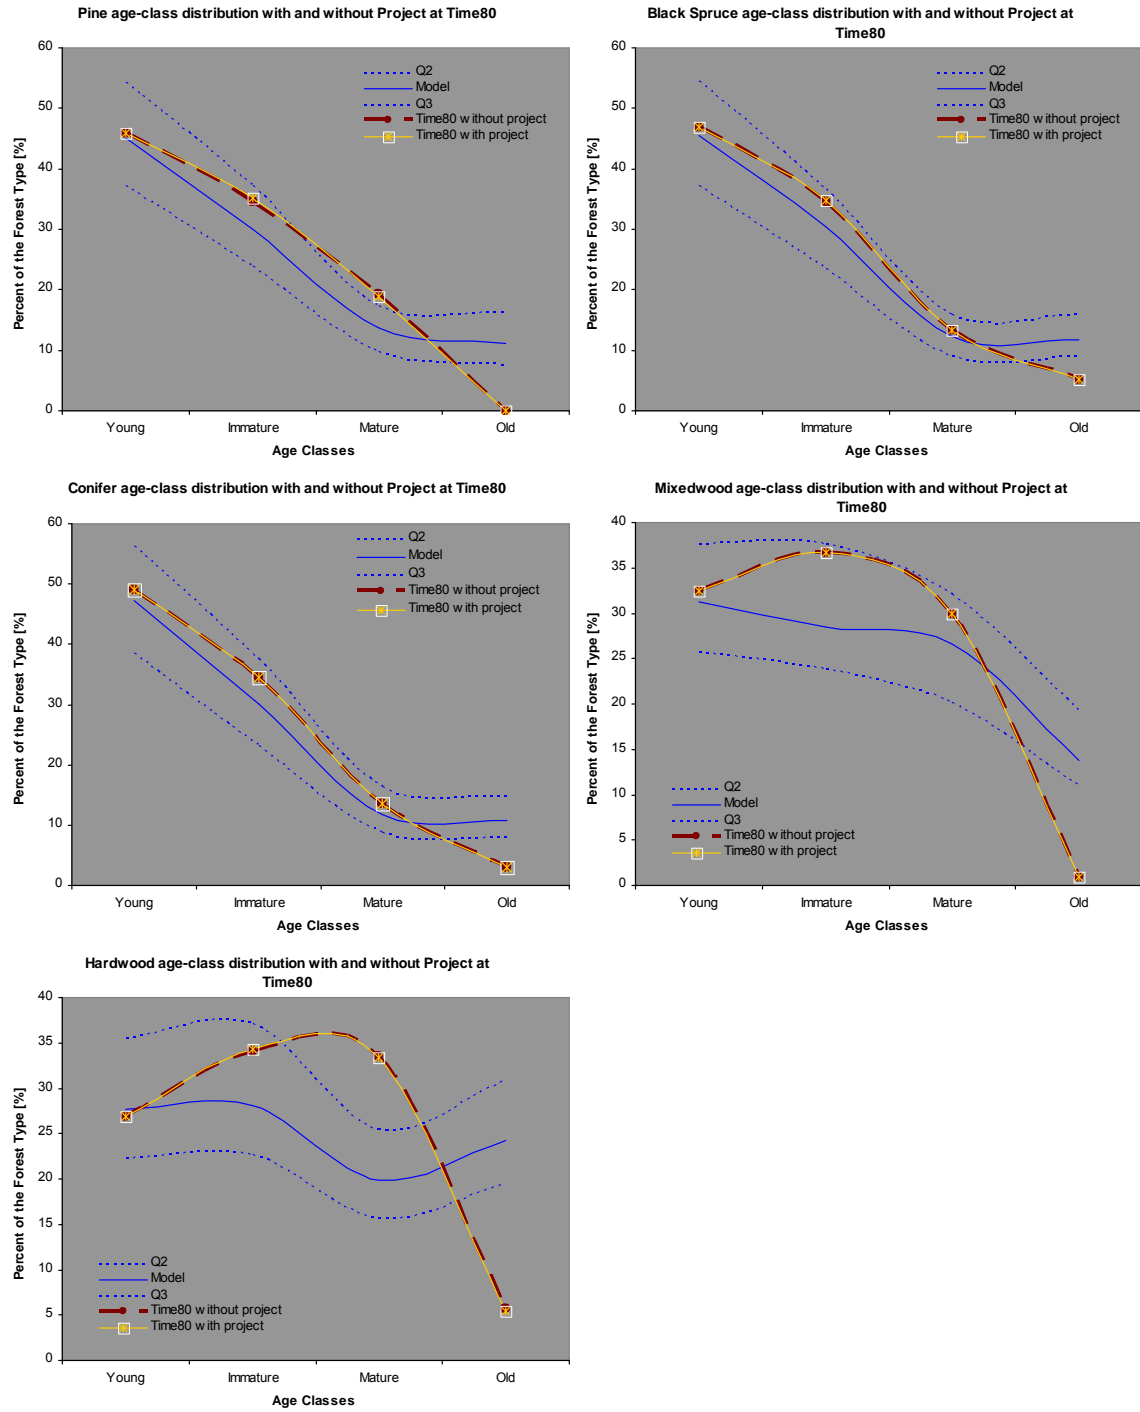 Pine age-class distribution with and without Project at Time80
60
50
40
30
20
10
0
Percent of the Forest Type [%]
Q2
Model
Q3
Time80 without project
Time80 with project
Young Immature Mature Old
Age Classes
Black Spruce age-class distribution with and without Project at
Time80
60
50
40
30
20
10
0
Percent of the Forest Type [%]
Q2
Model
Q3
Time80 without project
Time80 with project
Young Immature Mature Old
Age Classes
Conifer age-class distribution with and without Project at Time80
60
50
40
30
20
10
0
Percent of the Forest Type [%]
Q2
Model
Q3
Time80 without project
Time80 with project
Young Immature Mature Old
Age Classes
Mixedwood age-class distribution with and without Project at
Time80
40
35
30
25
20
15
10
5
0
Percent of the Forest Type [%]
Q2
Model
Q3
Time80 without project
Time80 with project
Young Immature Mature Old
Age Classes
Hardwood age-class distribution with and without Project at
Time80
40
35
30
25
20
15
10
5
0
Percent of the Forest Type [%]
Q2
Model
Q3
Time80 without project
Time80 with project
Young Immature Mature Old
Age Classes